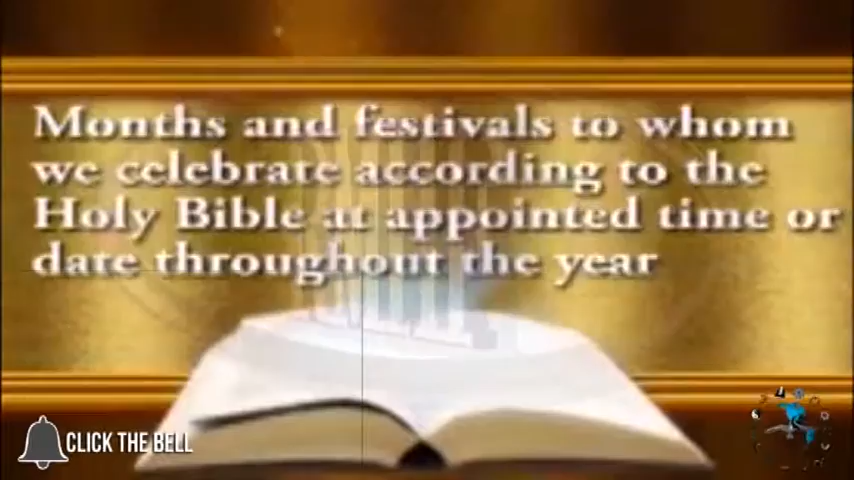 Months and festivals to whom
we celebrate according to the
Holy Bible at appointed time or
date throughout the year
CLICK THE BELL